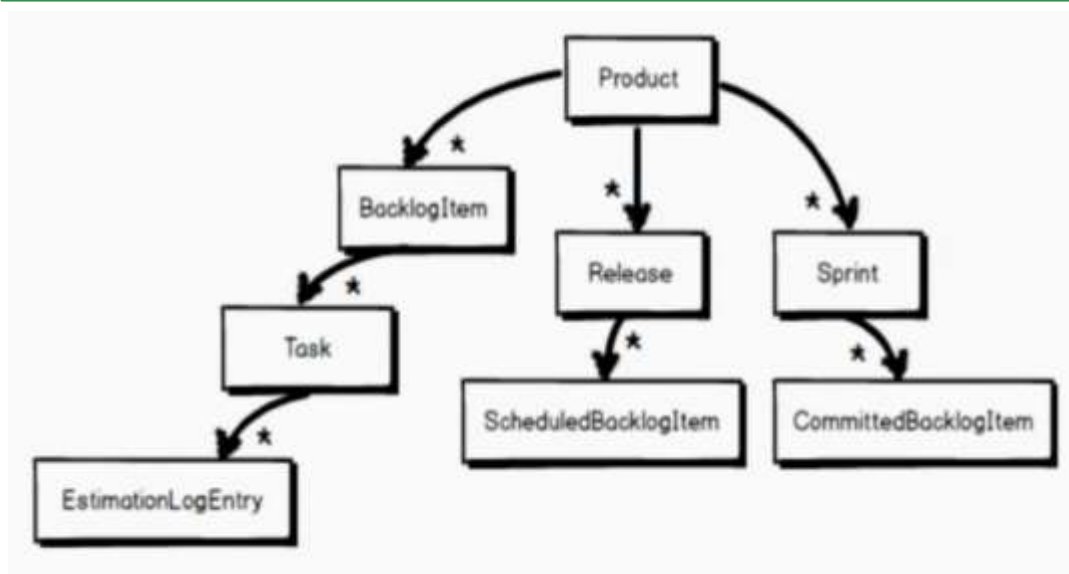 Product
*
*
*
BacklogItem
Release
Sprint
*
*
*
Task
ScheduledBacklogItem
CommittedBacklogItem
*
EstimationLogEntry